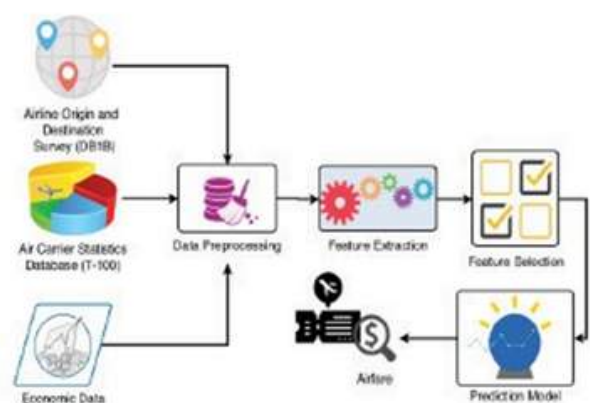 Airline Origin and
Destination
Survey (DB1B)
Air Carrier Statistics
Database (T-100)
Economic Data
Data Preprocessing
Feature Extraction
Feature Selection
Prediction Model
Airfare
$